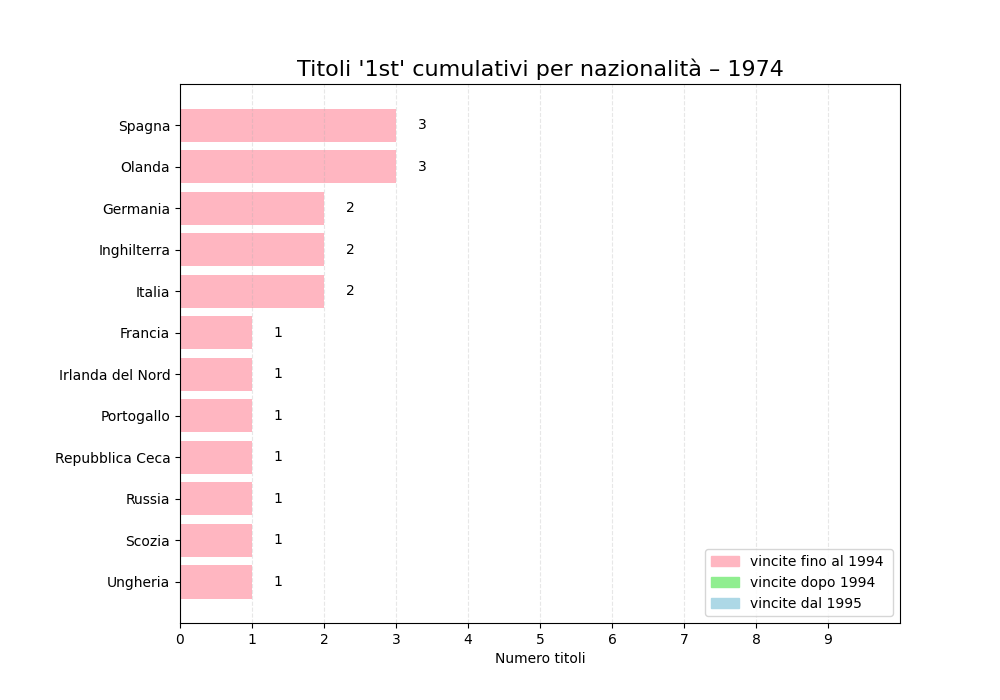 Titoli '1st' cumulativi per nazionalità – 1974
Spagna 3
Olanda 3
Germania 2
Inghilterra 2
Italia 2
Francia 1
Irlanda del Nord 1
Portogallo 1
Repubblica Ceca 1
Russia 1
Scozia 1
Ungheria 1
vincite fino al 1994
vincite dopo 1994
vincite dal 1995
0 1 2 3 4 5 6 7 8 9
Numero titoli